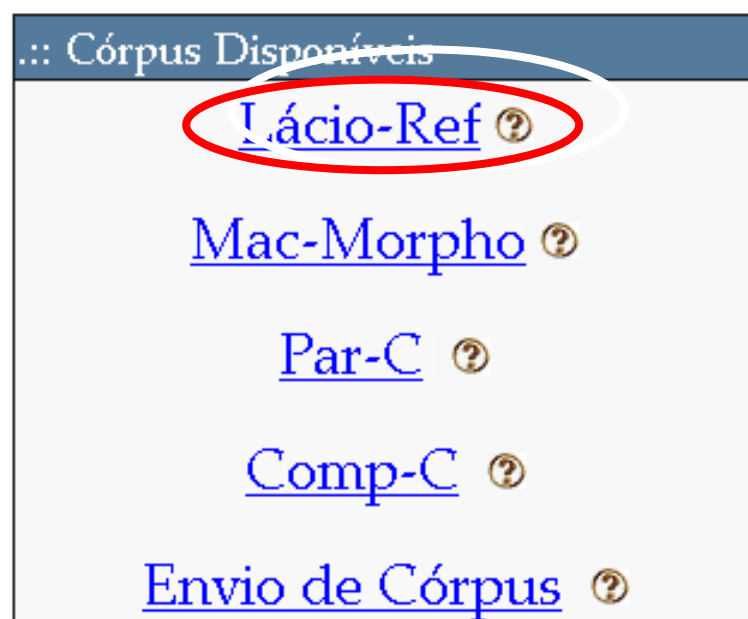 .:: Córpus Disponíveis
Lácio-Ref
Mac-Morpho
Par-C
Comp-C
Envio de Córpus